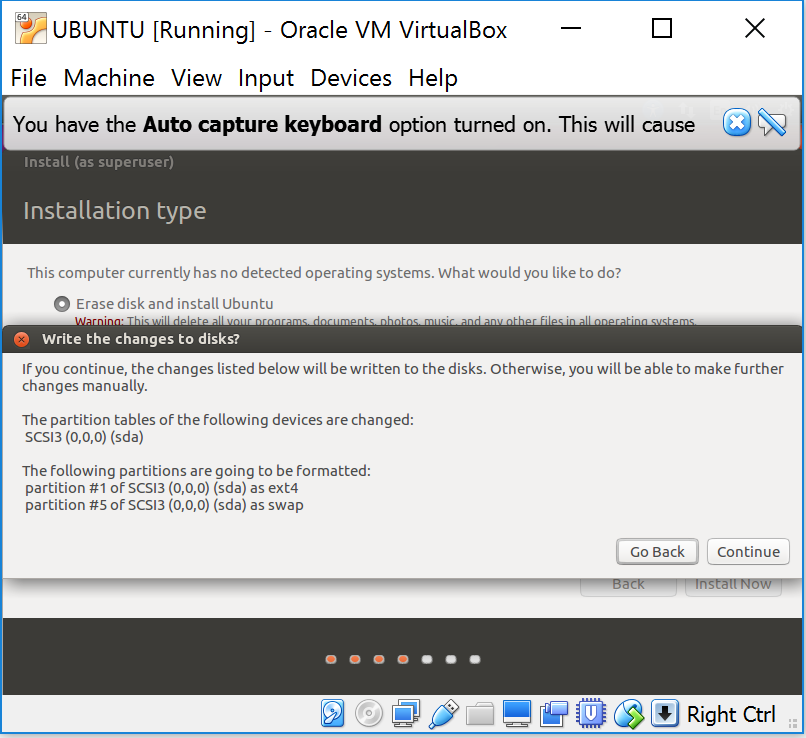 64
UBUNTU [Running] - Oracle VM VirtualBox
File Machine View Input Devices Help
You have the Auto capture keyboard option turned on. This will cause
Install (as superuser)
Installation type
This computer currently has no detected operating systems. What would you like to do?
Erase disk and install Ubuntu
Warning: This will delete all your programs, documents, photos, music, and any other files in all operating systems.
Write the changes to disks?
If you continue, the changes listed below will be written to the disks. Otherwise, you will be able to make further
changes manually.
The partition tables of the following devices are changed:
SCSI3 (0,0,0) (sda)
The following partitions are going to be formatted:
partition #1 of SCSI3 (0,0,0) (sda) as ext4
partition #5 of SCSI3 (0,0,0) (sda) as swap
Go Back Continue
Back Install Now
Right Ctrl